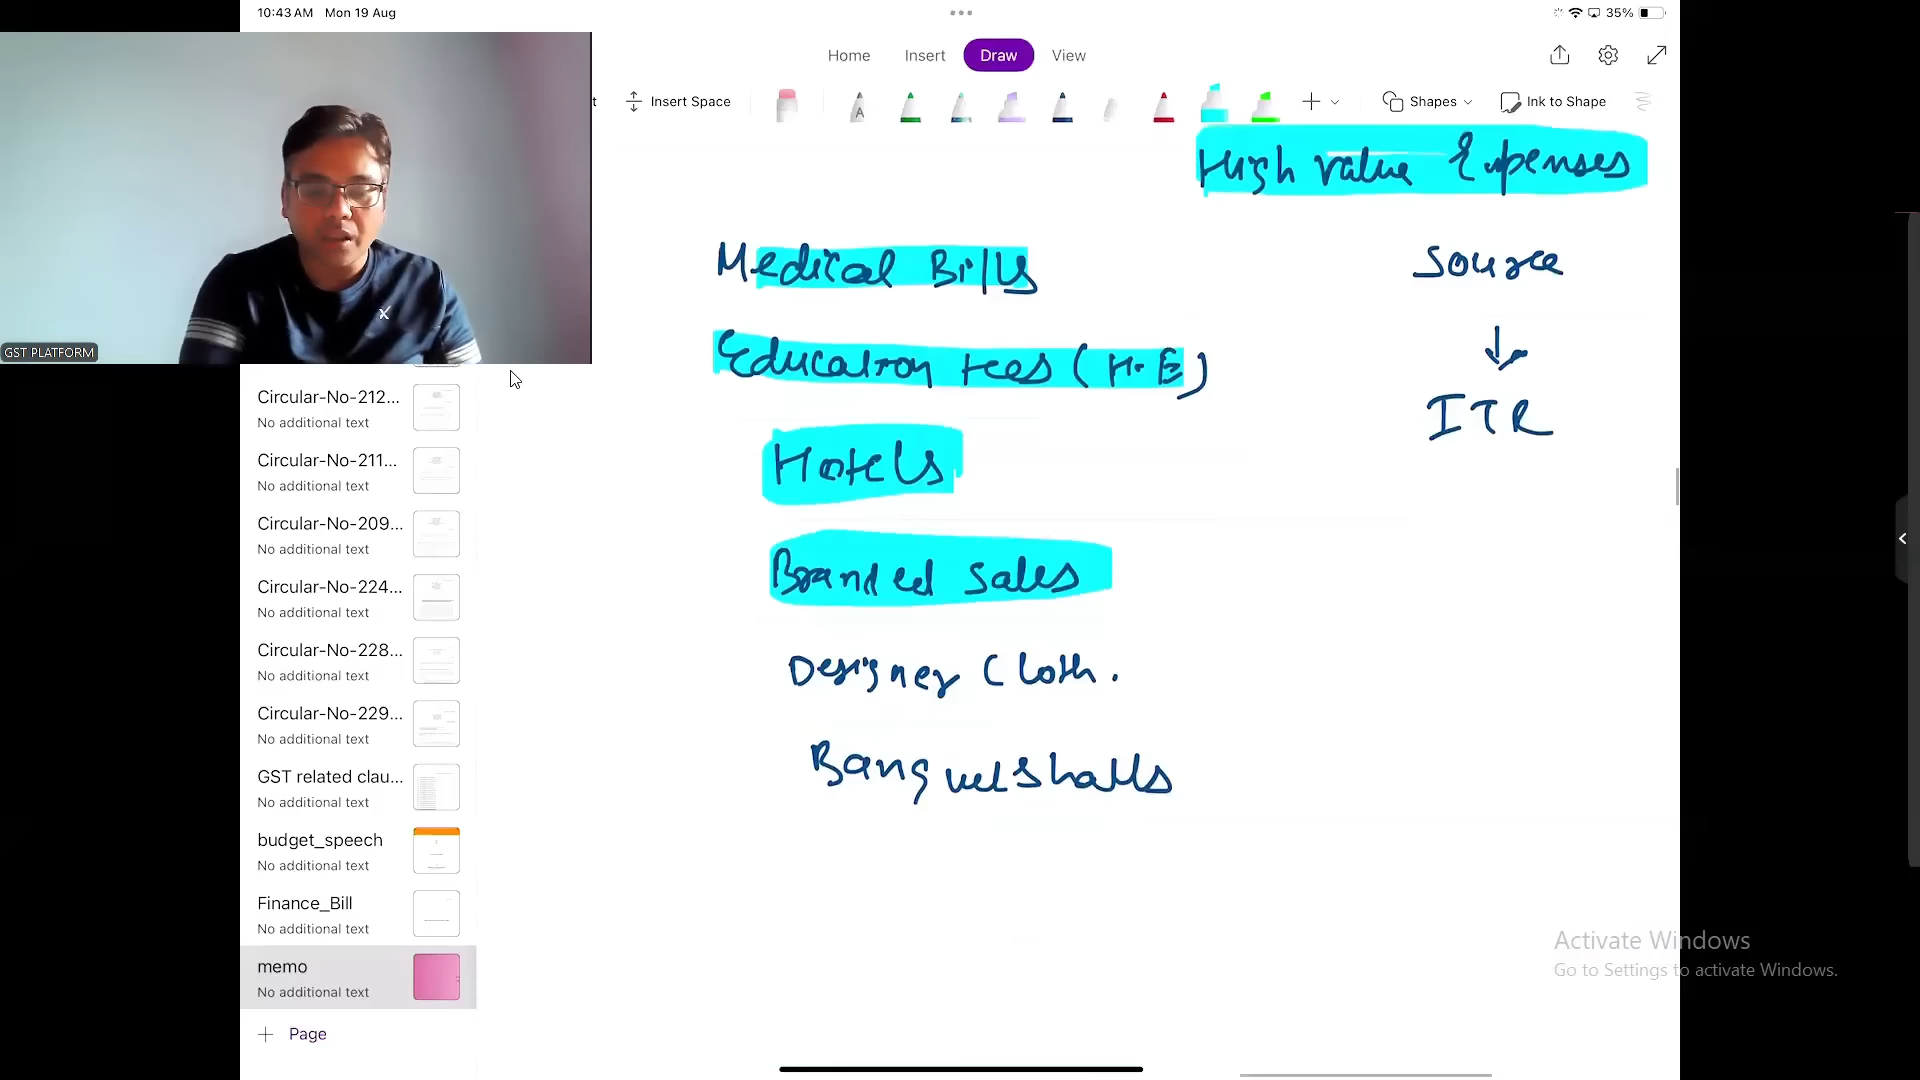 10:43 AM Mon 19 Aug
35%
Home Insert Draw View
t Insert Space
A
Shapes Ink to Shape
High value Expenses
Medical Bills
Source
Education fees (H.E)
ITR
Hotels
Branded Sales
Designer Cloth.
Banquets halls
X
GST PLATFORM
Circular-No-212...
No additional text
Circular-No-211...
No additional text
Circular-No-209...
No additional text
Circular-No-224...
No additional text
Circular-No-228...
No additional text
Circular-No-229...
No additional text
GST related clau...
No additional text
budget_speech
No additional text
Finance_Bill
No additional text
memo
No additional text
+ Page
Activate Windows
Go to Settings to activate Windows.